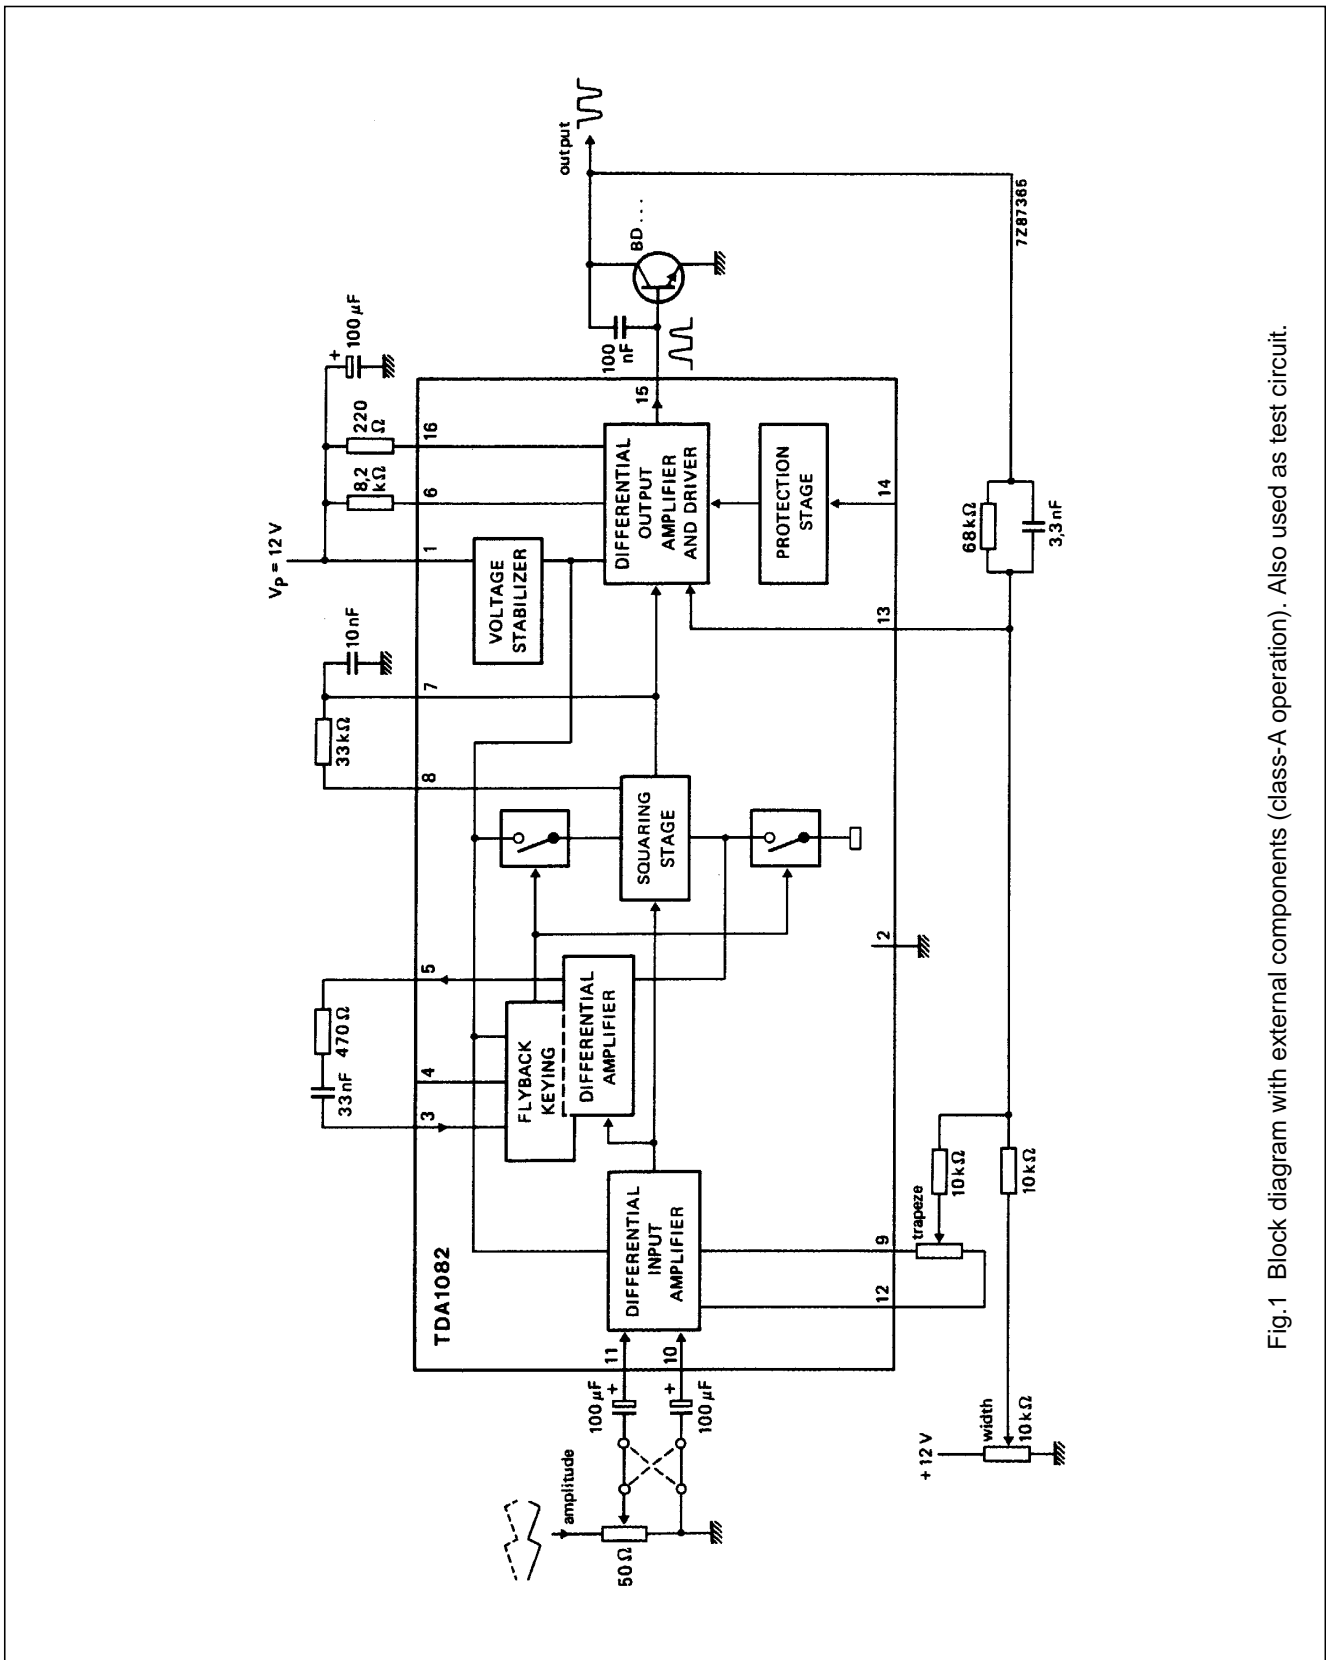 TDA1082
VP = 12 V
10 nF
100 µF
+
33 kΩ
8,2
kΩ
220
Ω
33 nF
470 Ω
3
4
5
8
7
1
6
16
FLYBACK
KEYING
DIFFERENTIAL
AMPLIFIER
VOLTAGE
STABILIZER
amplitude
50 Ω
100 µF
+
11
100 µF
+
10
DIFFERENTIAL
INPUT
AMPLIFIER
SQUARING
STAGE
DIFFERENTIAL
OUTPUT
AMPLIFIER
AND DRIVER
15
100
nF
BD ...
output
PROTECTION
STAGE
12
9
2
13
14
+ 12 V
width
10 kΩ
trapeze
10 kΩ
10 kΩ
68 kΩ
3,3 nF
7Z87365
Fig.1 Block diagram with external components (class-A operation). Also used as test circuit.